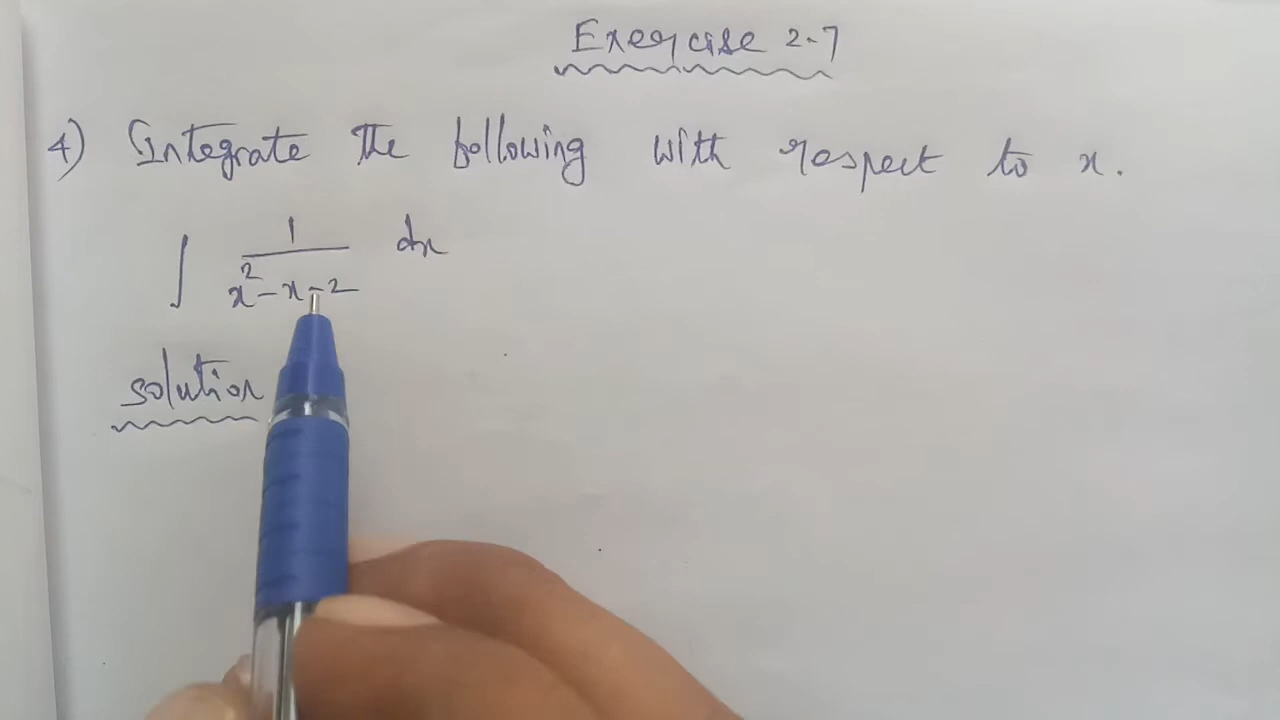 Exercise 2.7
4) Integrate the following with respect to x.
∫ 1/(x² - x - 2) dx
solution